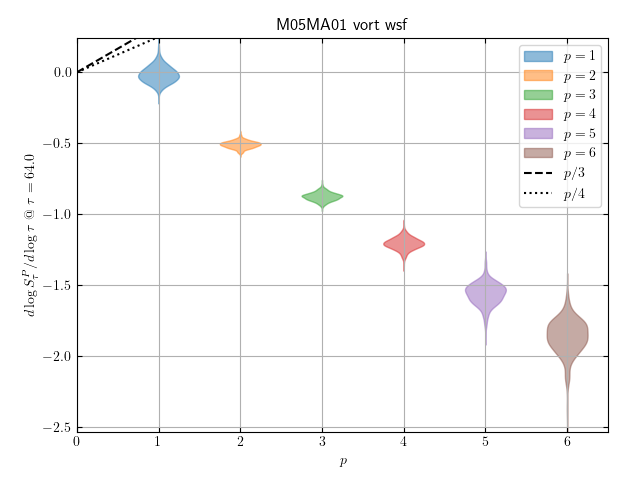 M05MA01 vort wsf
d log S_τ^P / d log τ @ τ = 64.0
0.0
−0.5
−1.0
−1.5
−2.0
−2.5
0 1 2 3 4 5 6
p
p = 1
p = 2
p = 3
p = 4
p = 5
p = 6
p/3
p/4